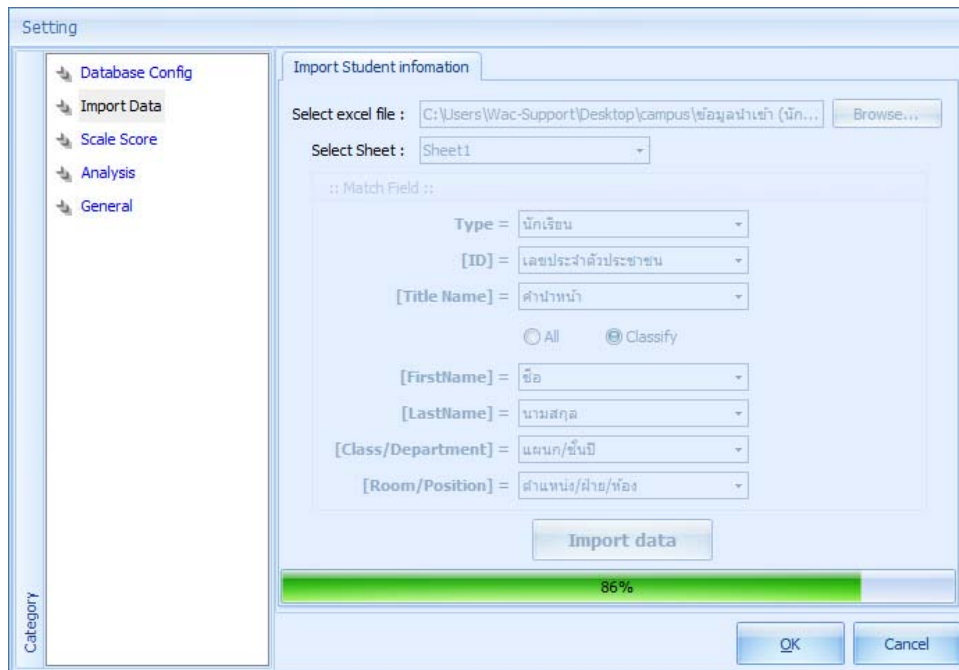 Setting
Category
Database Config
Import Data
Scale Score
Analysis
General
Import Student infomation
Select excel file : C:\Users\Wac-Support\Desktop\campus\ข้อมูลนำเข้า (นัก... Browse...
Select Sheet : Sheet1
:: Match Field ::
Type = นักเรียน
[ID] = เลขประจำตัวประชาชน
[Title Name] = คำนำหน้า
All Classify
[FirstName] = ชื่อ
[LastName] = นามสกุล
[Class/Department] = แผนก/ชั้นปี
[Room/Position] = ตำแหน่ง/ฝ่าย/ห้อง
Import data
86%
OK Cancel